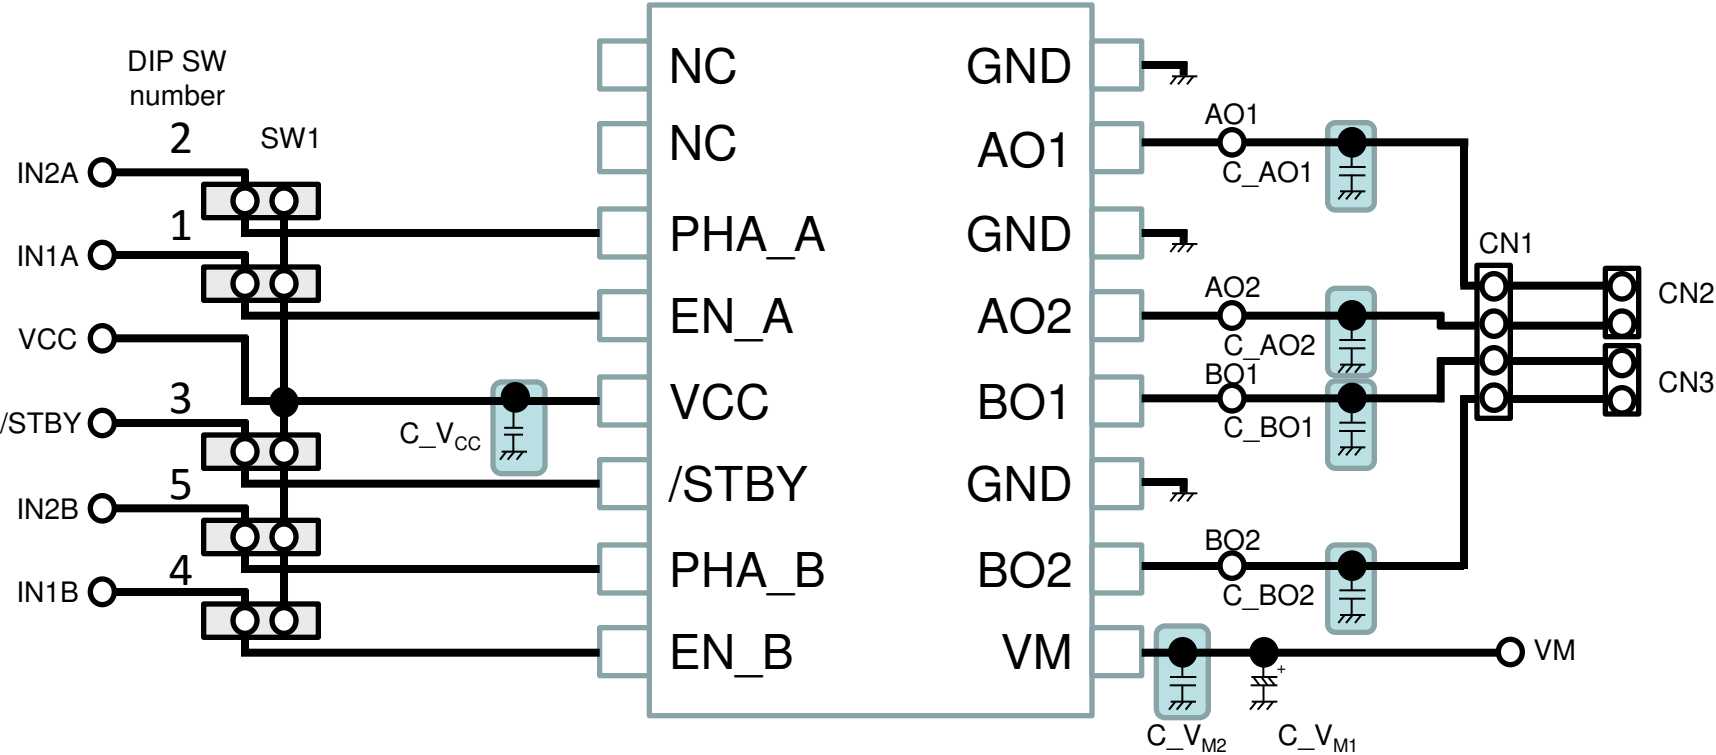 DIP SW
number
2
SW1
IN2A
1
IN1A
VCC
3
/STBY
5
IN2B
4
IN1B
C_VCC
NC
NC
PHA_A
EN_A
VCC
/STBY
PHA_B
EN_B
GND
AO1
GND
AO2
BO1
GND
BO2
VM
AO1
C_AO1
AO2
C_AO2
BO1
C_BO1
BO2
C_BO2
CN1
CN2
CN3
VM
+
C_VM2
C_VM1